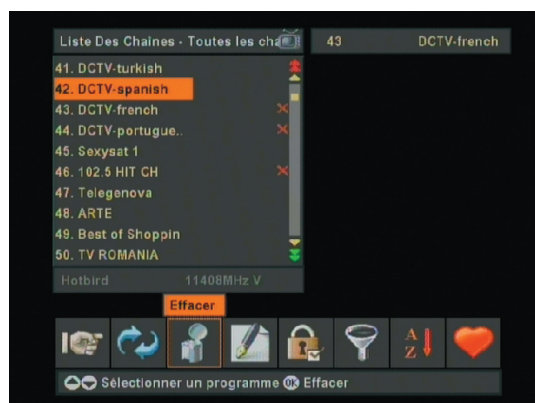 Liste Des Chaînes - Toutes les cha
43 DCTV-french
41. DCTV-turkish
42. DCTV-spanish
43. DCTV-french
44. DCTV-portugue..
45. Sexysat 1
46. 102.5 HIT CH
47. Telegenova
48. ARTE
49. Best of Shoppin
50. TV ROMANIA
Hotbird 11408MHz V
Effacer
A
Z
Sélectionner un programme OK Effacer